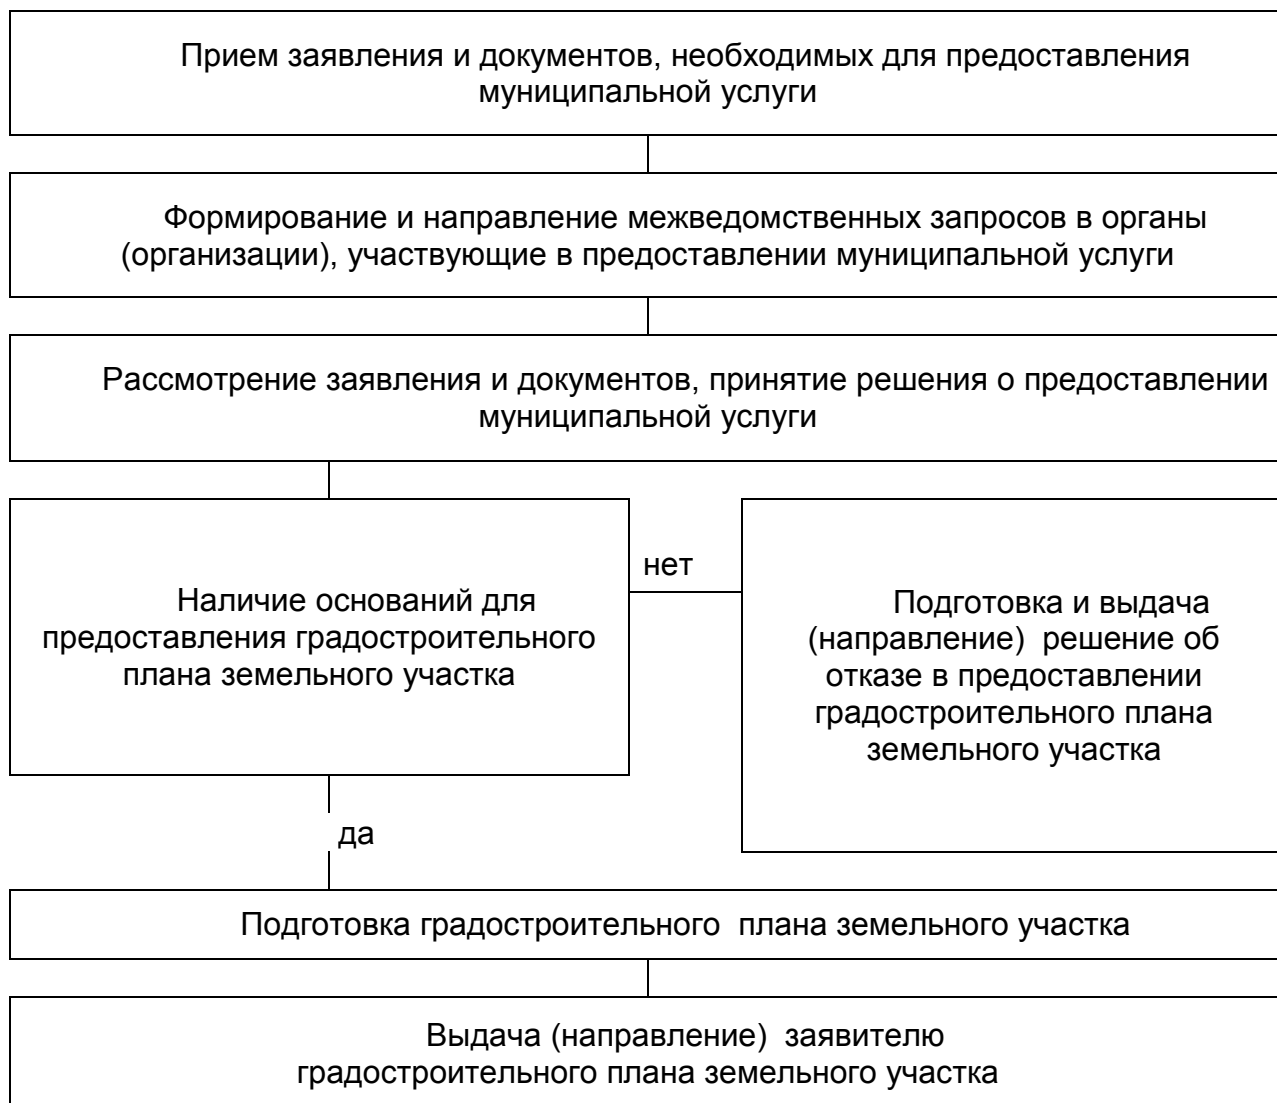 Прием заявления и документов, необходимых для предоставления
муниципальной услуги
Формирование и направление межведомственных запросов в органы
(организации), участвующие в предоставлении муниципальной услуги
Рассмотрение заявления и документов, принятие решения о предоставлении
муниципальной услуги
Наличие оснований для
предоставления градостроительного
плана земельного участка
нет
Подготовка и выдача
(направление) решение об
отказе в предоставлении
градостроительного плана
земельного участка
да
Подготовка градостроительного плана земельного участка
Выдача (направление) заявителю
градостроительного плана земельного участка